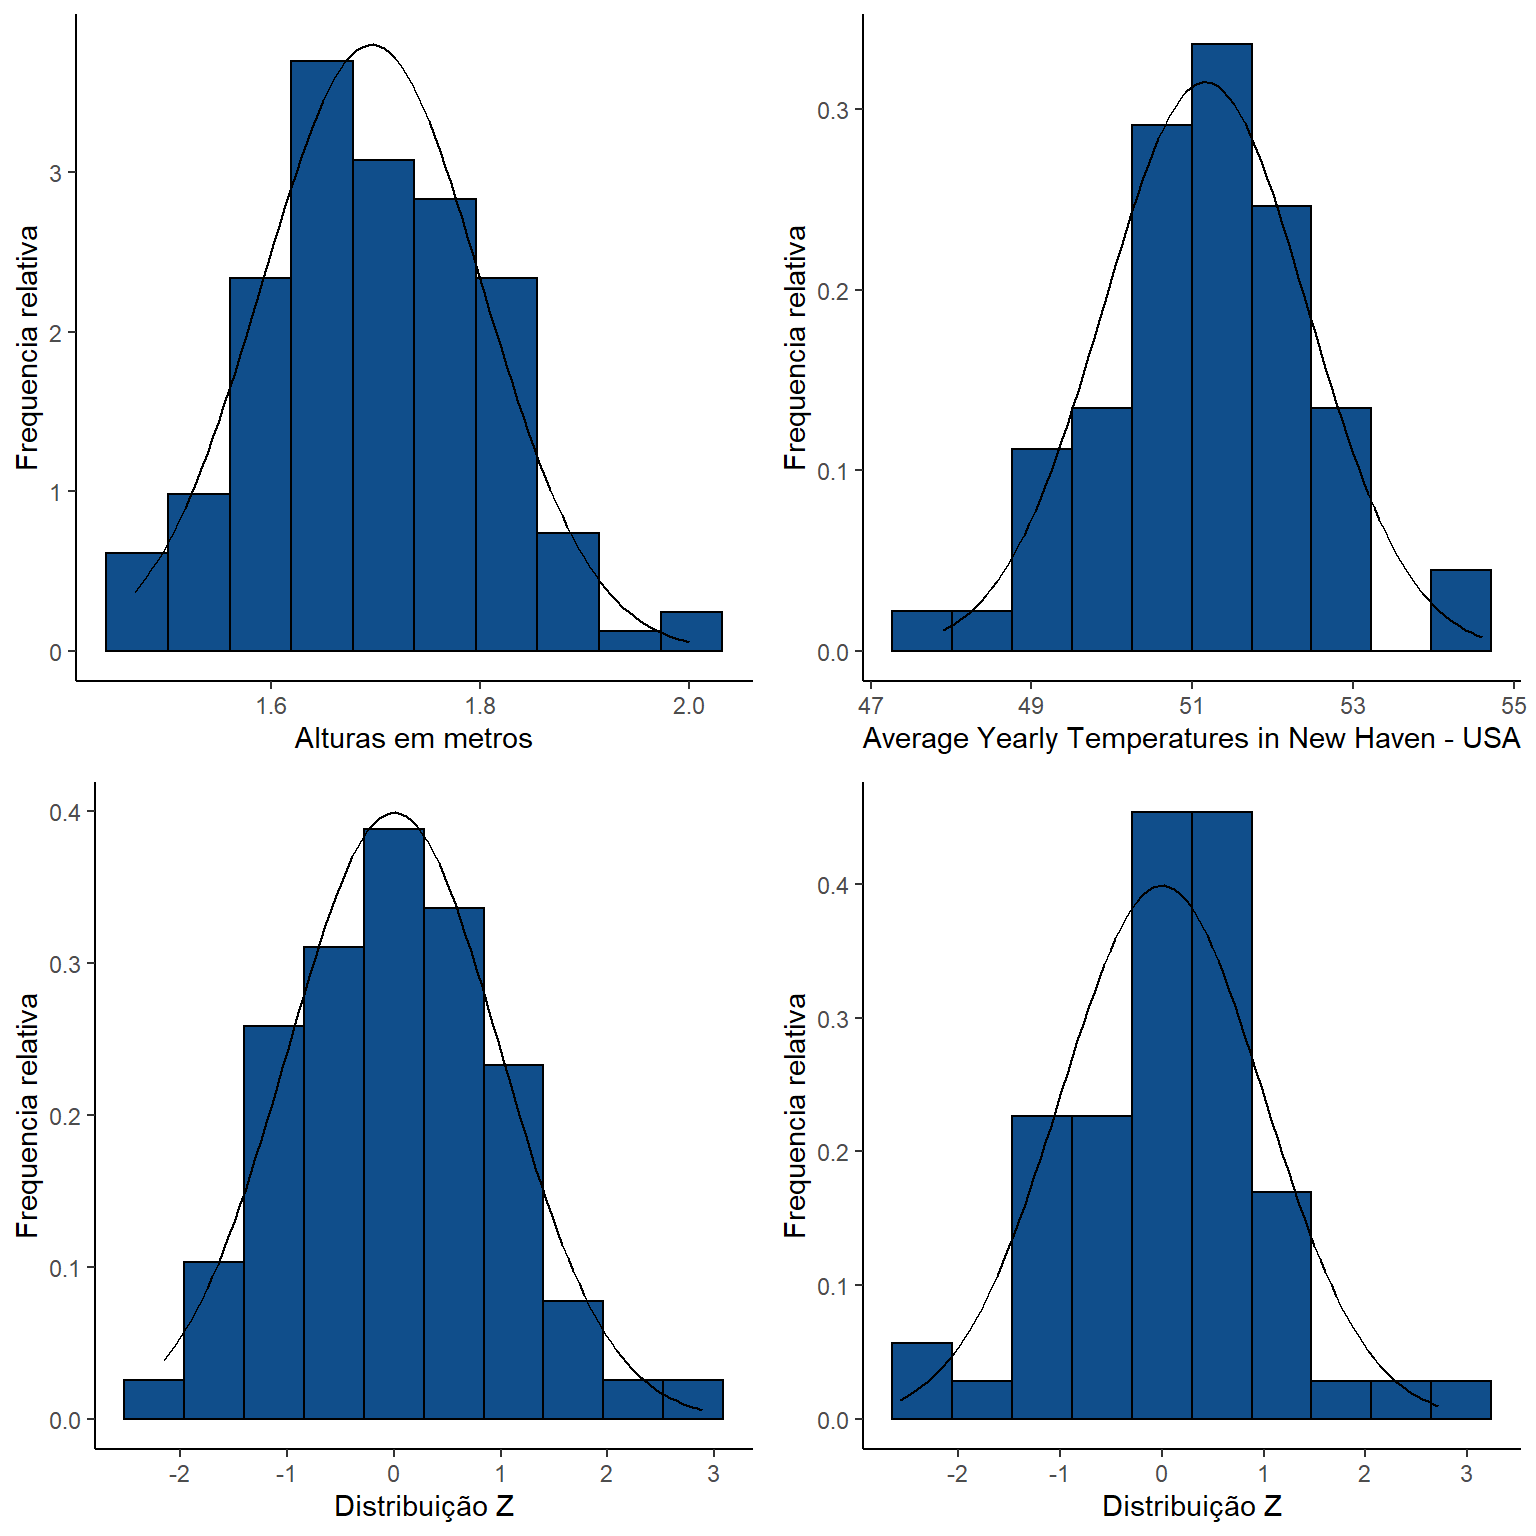 Frequencia relativa
3
2
1
0
1.6 1.8 2.0
Alturas em metros
Frequencia relativa
0.3
0.2
0.1
0.0
47 49 51 53 55
Average Yearly Temperatures in New Haven - USA
Frequencia relativa
0.4
0.3
0.2
0.1
0.0
-2 -1 0 1 2 3
Distribuição Z
Frequencia relativa
0.4
0.3
0.2
0.1
0.0
-2 -1 0 1 2 3
Distribuição Z